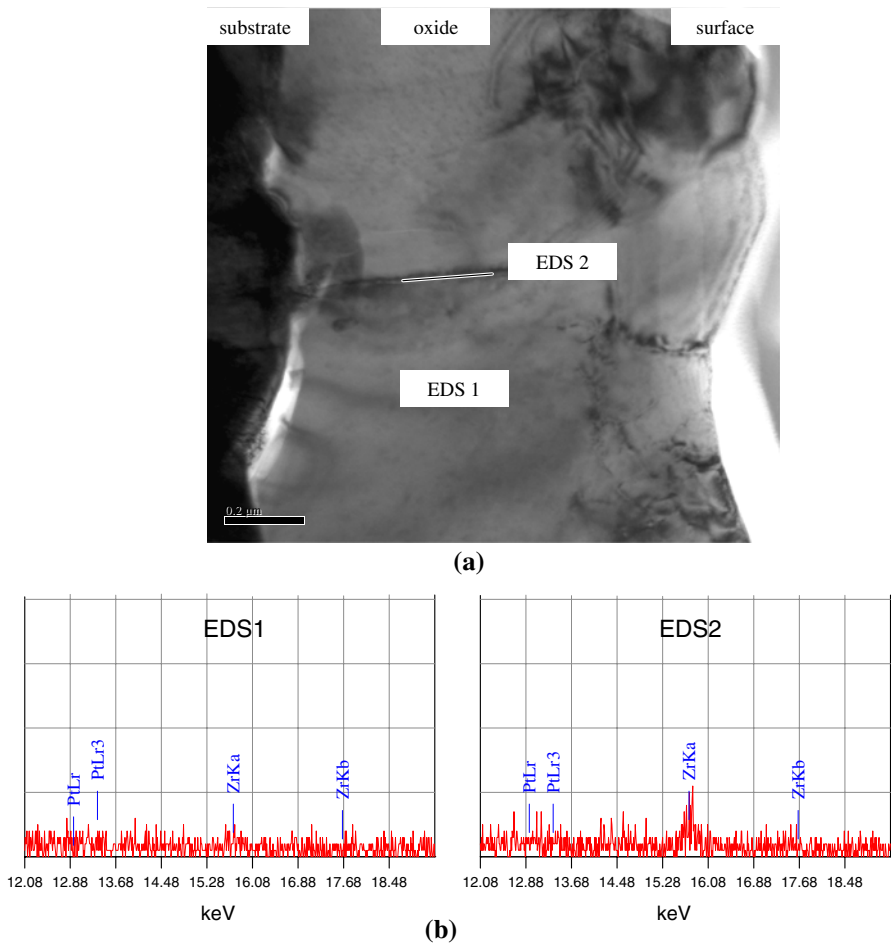 substrate oxide surface
EDS 2
EDS 1
0.2 µm
(a)
EDS1
PtLr PtLr3 ZrKa ZrKb
12.08 12.88 13.68 14.48 15.28 16.08 16.88 17.68 18.48
keV
EDS2
PtLr PtLr3 ZrKa ZrKb
12.08 12.88 13.68 14.48 15.28 16.08 16.88 17.68 18.48
keV
(b)